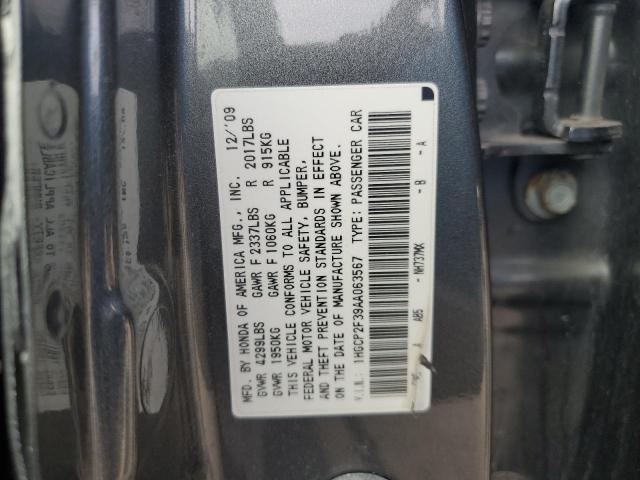 MFD. BY HONDA OF AMERICA MFG., INC. 12/'09
GVWR 4299LBS GAWR F 2337LBS R 2017LBS
GVWR 1950KG GAWR F 1060KG R 915KG
THIS VEHICLE CONFORMS TO ALL APPLICABLE
FEDERAL MOTOR VEHICLE SAFETY, BUMPER,
AND THEFT PREVENTION STANDARDS IN EFFECT
ON THE DATE OF MANUFACTURE SHOWN ABOVE.
V.I.N.: 1HGCP2F39AA063567 TYPE: PASSENGER CAR
A AB5 - NH737MX - B - A